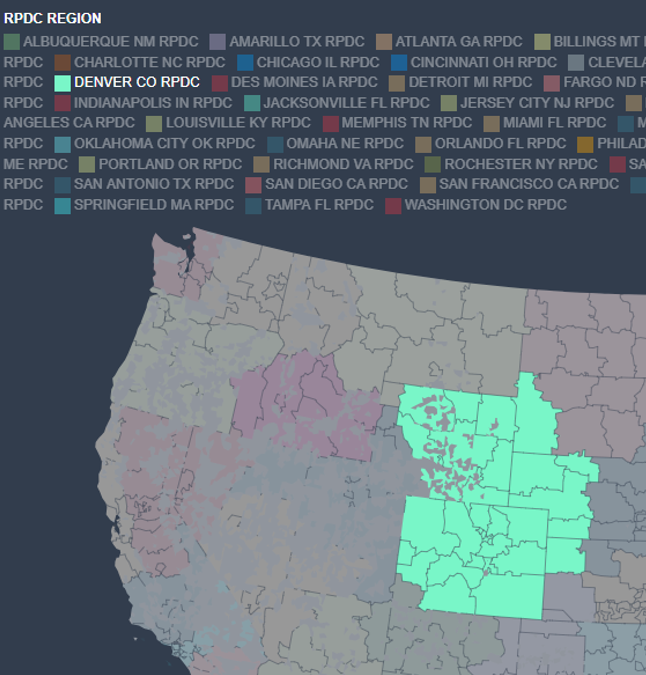 RPDC REGION
ALBUQUERQUE NM RPDC AMARILLO TX RPDC ATLANTA GA RPDC BILLINGS MT
RPDC CHARLOTTE NC RPDC CHICAGO IL RPDC CINCINNATI OH RPDC CLEVELA
RPDC DENVER CO RPDC DES MOINES IA RPDC DETROIT MI RPDC FARGO ND
RPDC INDIANAPOLIS IN RPDC JACKSONVILLE FL RPDC JERSEY CITY NJ RPDC
ANGELES CA RPDC LOUISVILLE KY RPDC MEMPHIS TN RPDC MIAMI FL RPDC M
RPDC OKLAHOMA CITY OK RPDC OMAHA NE RPDC ORLANDO FL RPDC PHILAD
ME RPDC PORTLAND OR RPDC RICHMOND VA RPDC ROCHESTER NY RPDC SA
RPDC SAN ANTONIO TX RPDC SAN DIEGO CA RPDC SAN FRANCISCO CA RPDC
RPDC SPRINGFIELD MA RPDC TAMPA FL RPDC WASHINGTON DC RPDC